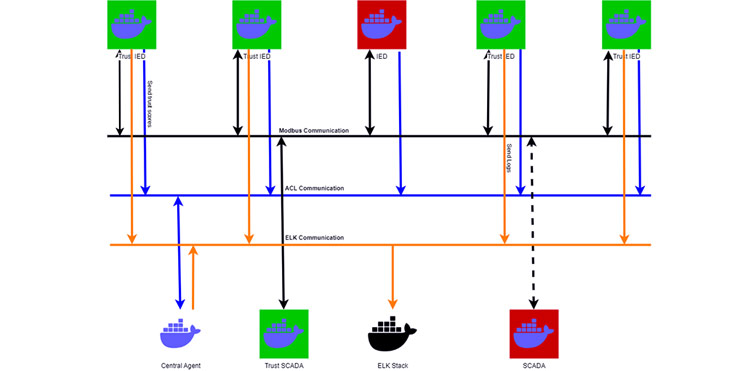 Trust IED
Trust IED
IED
Trust IED
Trust IED
Send trust scores
Modbus Communication
Send Logs
ACL Communication
ELK Communication
Central Agent
Trust SCADA
ELK Stack
SCADA